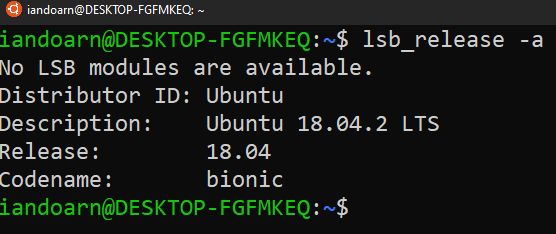 iandoarn@DESKTOP-FGFMKEQ: ~
iandoarn@DESKTOP-FGFMKEQ:~$ lsb_release -a
No LSB modules are available.
Distributor ID: Ubuntu
Description:    Ubuntu 18.04.2 LTS
Release:        18.04
Codename:       bionic
iandoarn@DESKTOP-FGFMKEQ:~$